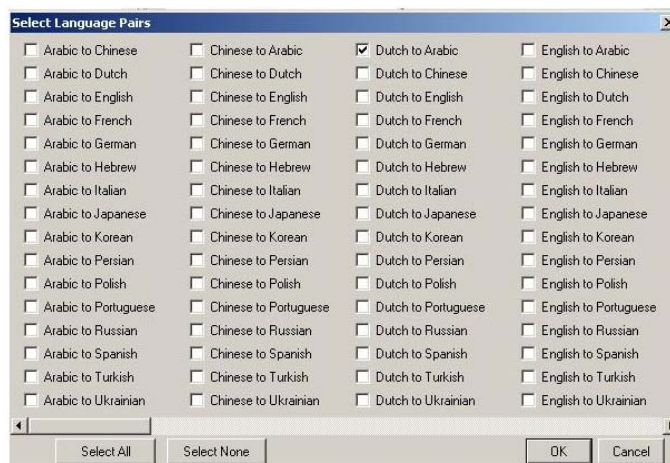 Select Language Pairs
Arabic to Chinese Chinese to Arabic Dutch to Arabic English to Arabic
Arabic to Dutch Chinese to Dutch Dutch to Chinese English to Chinese
Arabic to English Chinese to English Dutch to English English to Dutch
Arabic to French Chinese to French Dutch to French English to French
Arabic to German Chinese to German Dutch to German English to German
Arabic to Hebrew Chinese to Hebrew Dutch to Hebrew English to Hebrew
Arabic to Italian Chinese to Italian Dutch to Italian English to Italian
Arabic to Japanese Chinese to Japanese Dutch to Japanese English to Japanese
Arabic to Korean Chinese to Korean Dutch to Korean English to Korean
Arabic to Persian Chinese to Persian Dutch to Persian English to Persian
Arabic to Polish Chinese to Polish Dutch to Polish English to Polish
Arabic to Portuguese Chinese to Portuguese Dutch to Portuguese English to Portuguese
Arabic to Russian Chinese to Russian Dutch to Russian English to Russian
Arabic to Spanish Chinese to Spanish Dutch to Spanish English to Spanish
Arabic to Turkish Chinese to Turkish Dutch to Turkish English to Turkish
Arabic to Ukrainian Chinese to Ukrainian Dutch to Ukrainian English to Ukrainian
Select All Select None OK Cancel